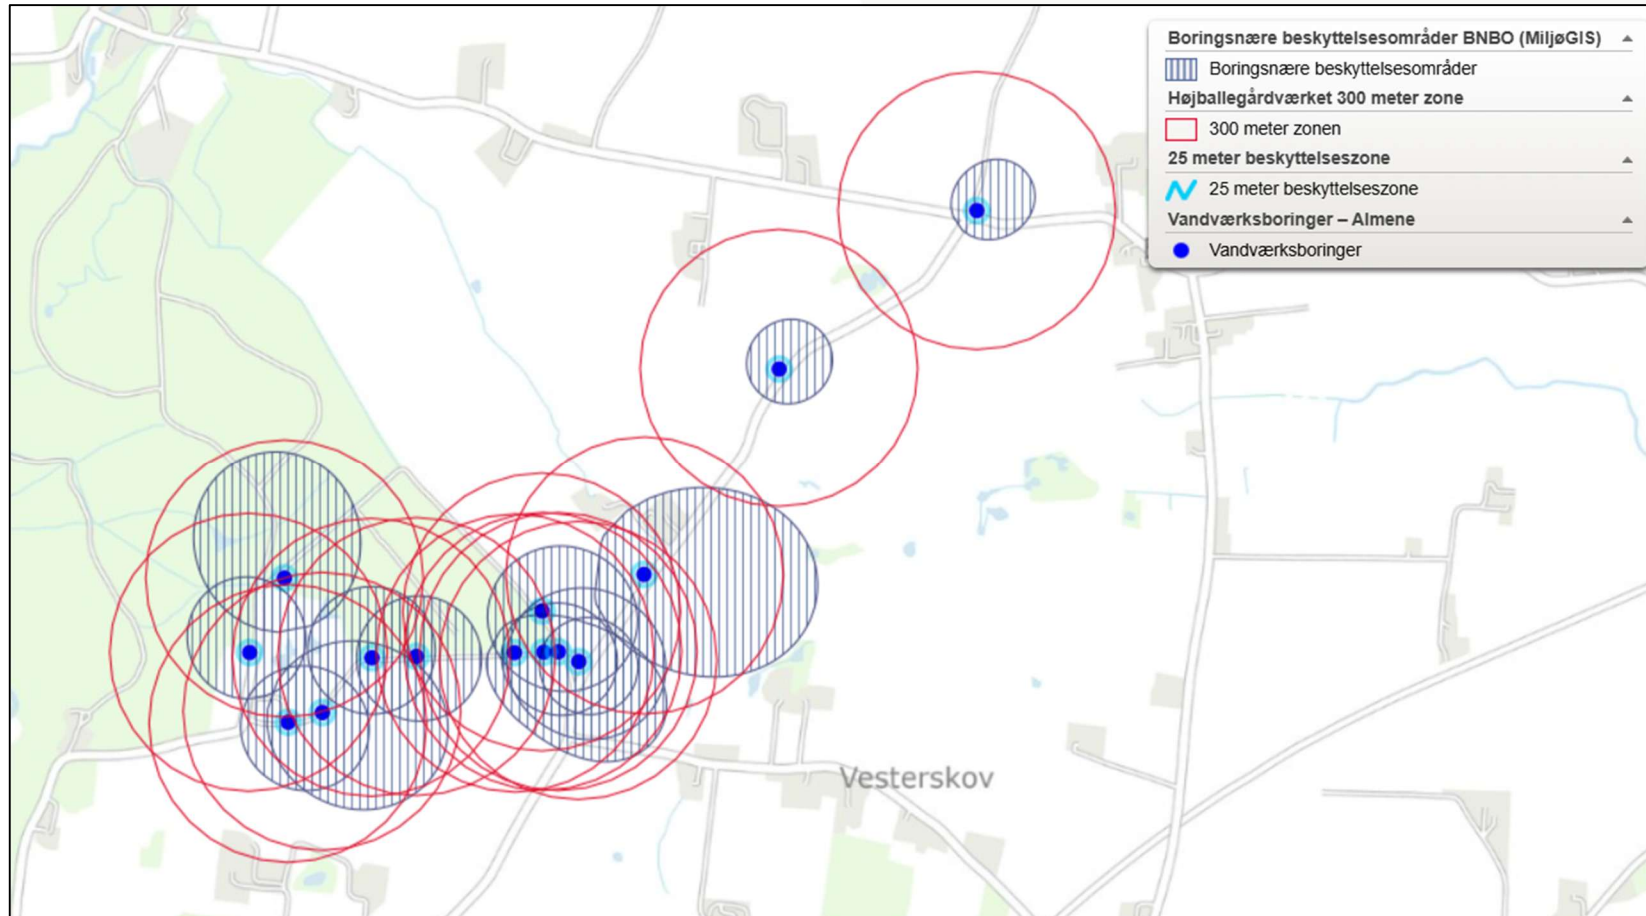 Boringsnære beskyttelsesområder BNBO (MiljøGIS)
Boringsnære beskyttelsesområder
Højballegårdværket 300 meter zone
300 meter zonen
25 meter beskyttelseszone
25 meter beskyttelseszone
Vandværksboringer – Almene
Vandværksboringer
Vesterskov